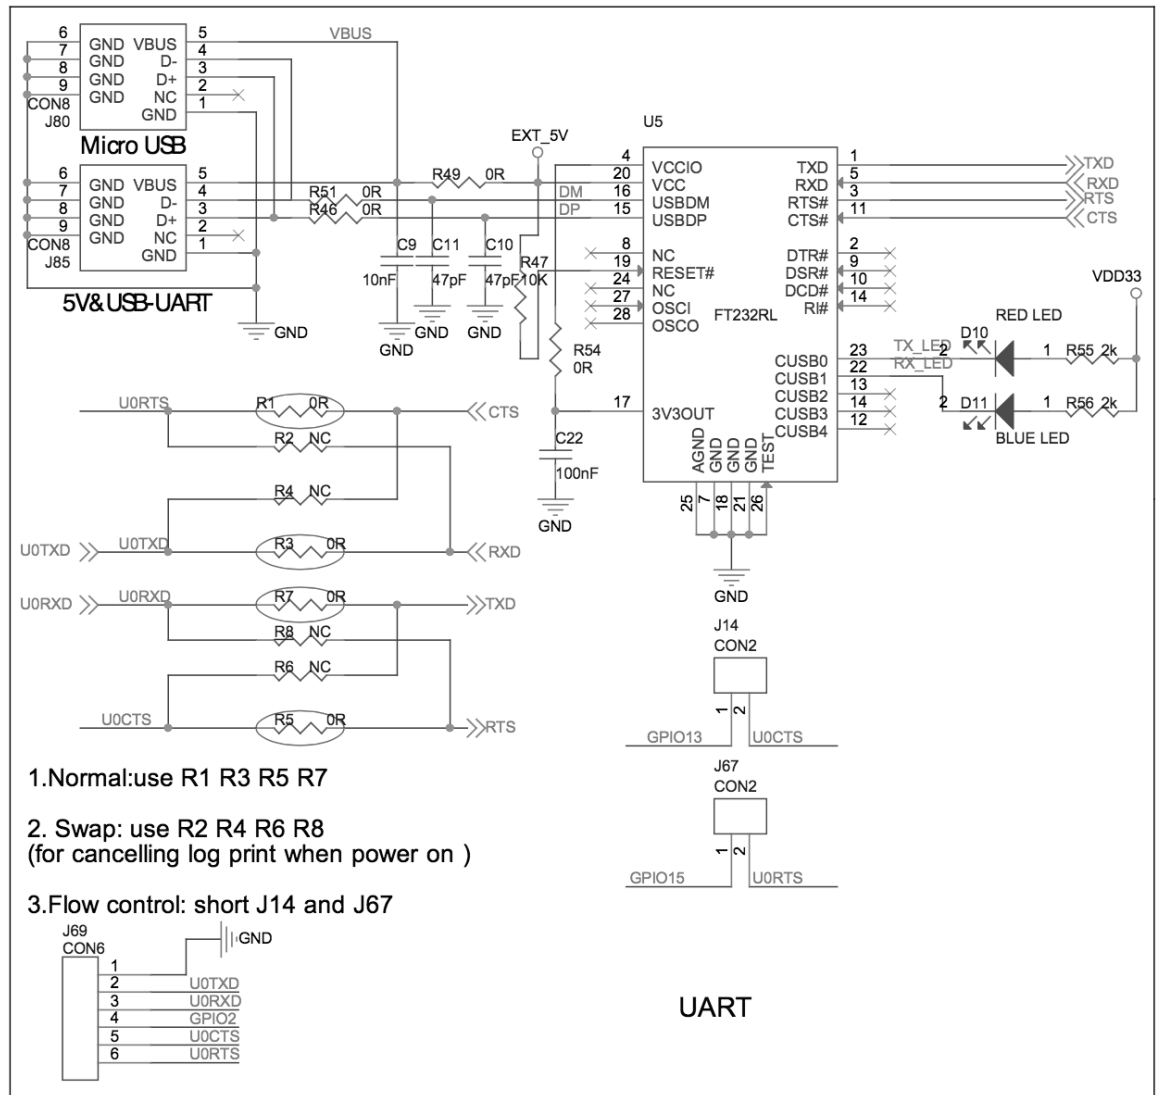 6 GND VBUS 5 VBUS
7 GND D- 4
8 GND D+ 3
9 GND NC 2
CON8 GND 1
J80
Micro USB
6 GND VBUS 5
7 GND D- 4
8 GND D+ 3
9 GND NC 2
CON8 GND 1
J85
5V&USB-UART
GND
R49 0R
R51 0R
R46 0R
EXT_5V
DM
DP
C9
10nF
GND
C11
47pF
GND
C10
47pF
GND
R47
10K
R54
0R
C22
100nF
GND
U5
4 VCCIO TXD 1 TXD
20 VCC RXD 5 RXD
16 USBDM RTS# 3 RTS
15 USBDP CTS# 11 CTS
8 NC DTR# 2
19 RESET# DSR# 9
24 NC DCD# 10
27 OSCI RI# 14
28 OSCO
FT232RL
CUSB0 23 TX_LED
CUSB1 22 RX_LED
CUSB2 13
17 3V3OUT CUSB3 14
CUSB4 12
AGND GND GND GND TEST
25 7 18 21 26
GND
VDD33
RED LED
2 D10 1 R55 2k
2 D11 1 R56 2k
BLUE LED
U0RTS R1 0R CTS
R2 NC
R4 NC
U0TXD U0TXD R3 0R RXD
U0RXD U0RXD R7 0R TXD
R8 NC
R6 NC
U0CTS R5 0R RTS
J14
CON2
1 2
GPIO13 U0CTS
J67
CON2
1 2
GPIO15 U0RTS
1.Normal:use R1 R3 R5 R7
2. Swap: use R2 R4 R6 R8
(for cancelling log print when power on )
3.Flow control: short J14 and J67
J69
CON6
GND
1
2 U0TXD
3 U0RXD
4 GPIO2
5 U0CTS
6 U0RTS
UART